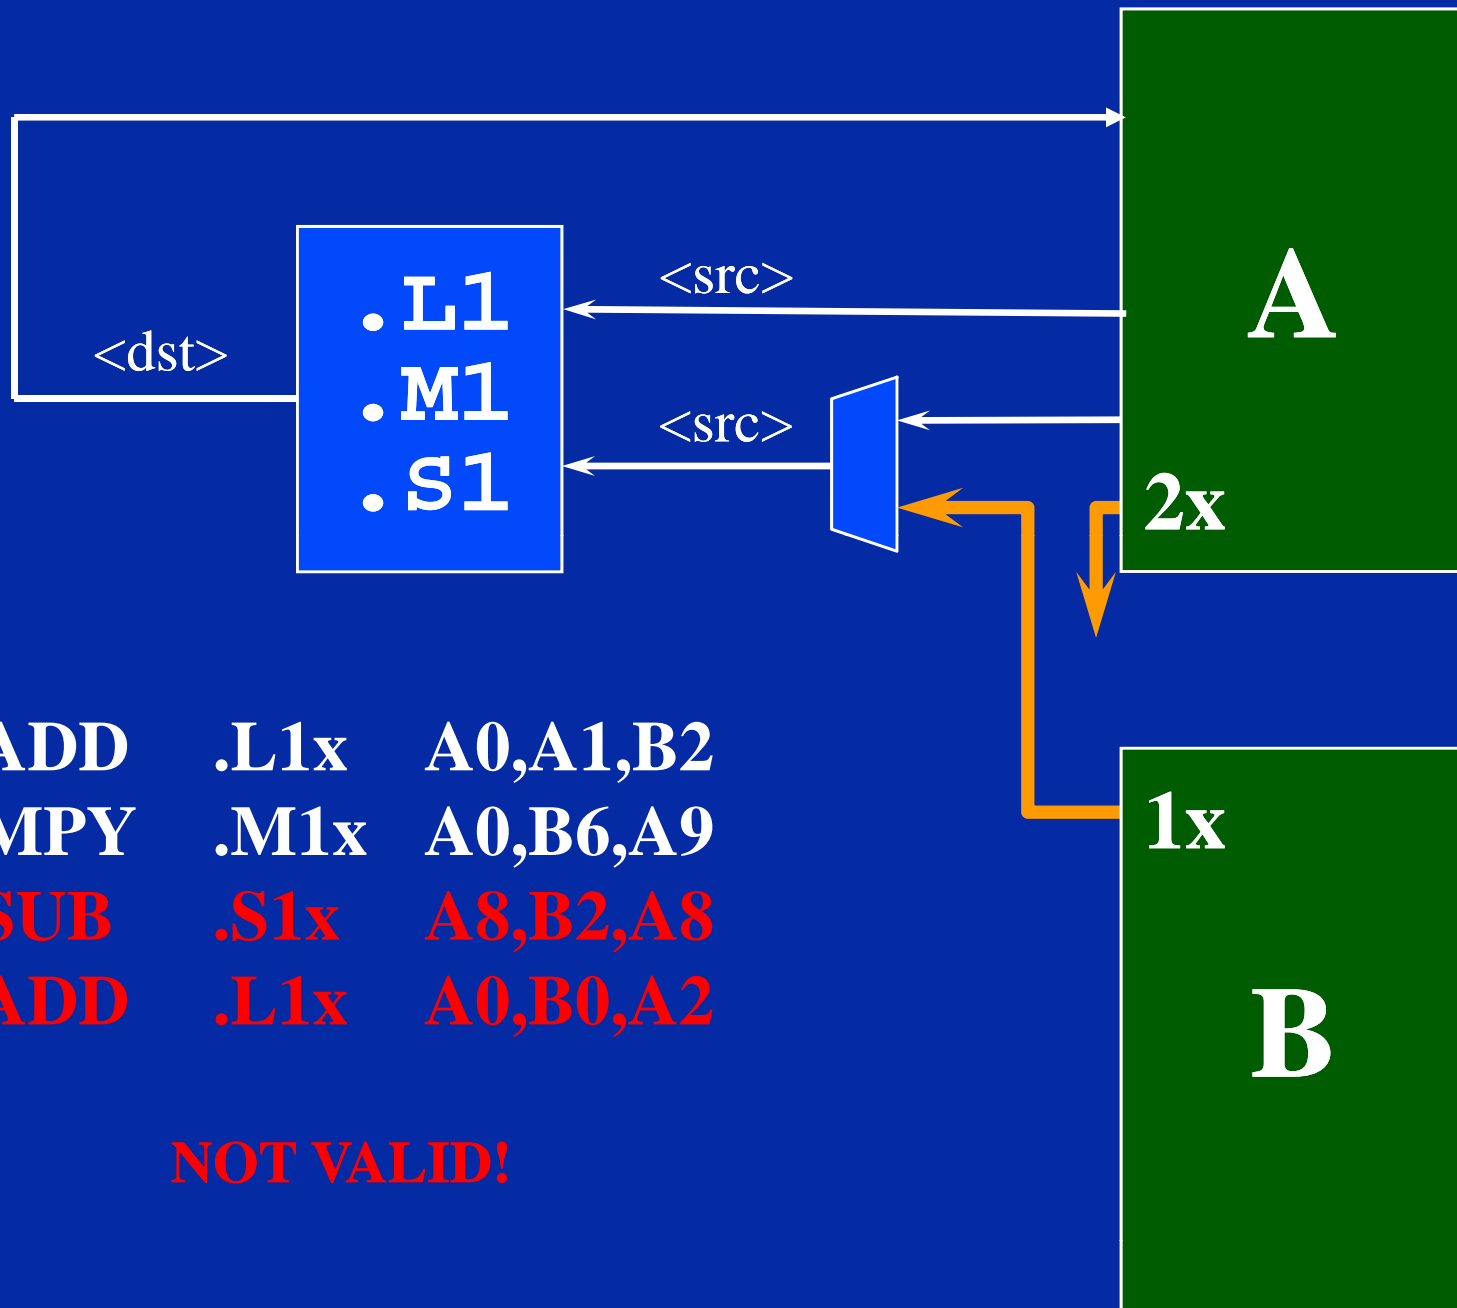 A
<src>
.L1
<dst>
.M1
<src>
.S1
2x
ADD .L1x A0,A1,B2
MPY .M1x A0,B6,A9
SUB .S1x A8,B2,A8
ADD .L1x A0,B0,A2
1x
B
NOT VALID!